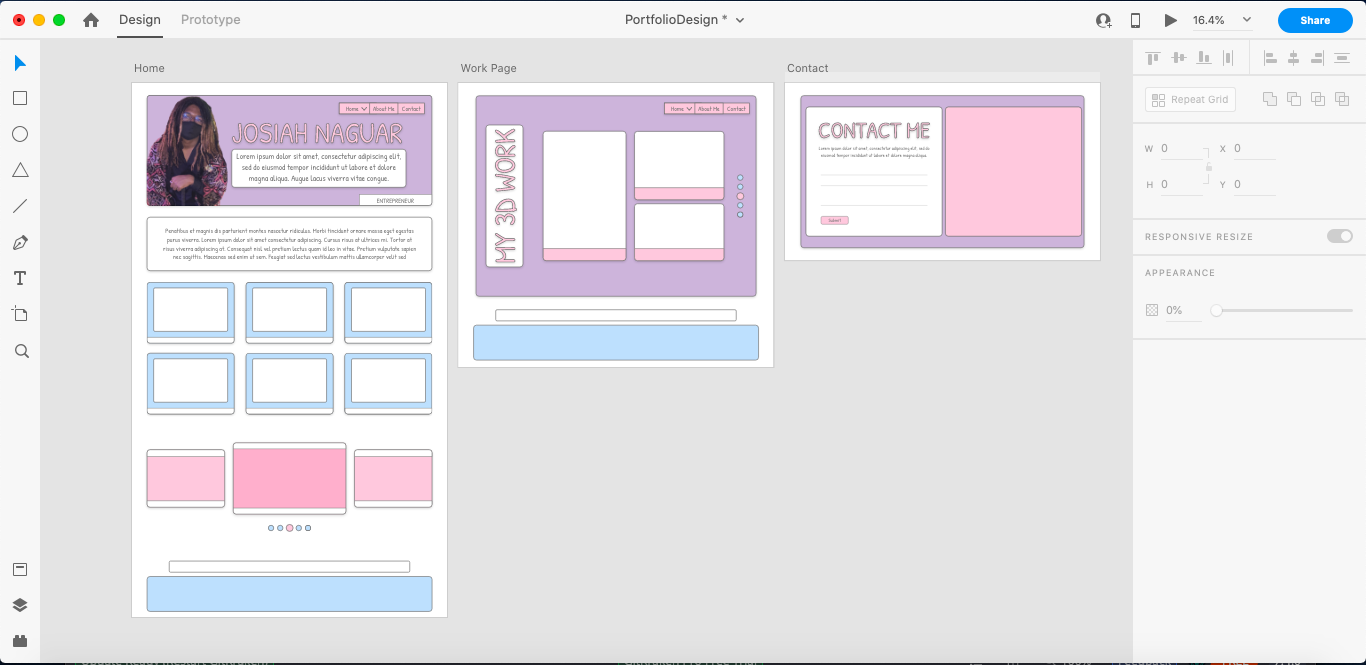 Design
Prototype
PortfolioDesign *
16.4%
Share
Home
Work Page
Contact
Home
About Me
Contact
JOSIAH NAGUAR
Lorem ipsum dolor sit amet, consectetur adipiscing elit,
sed do eiusmod tempor incididunt ut labore et dolore
magna aliqua. Augue lacus viverra vitae congue.
ENTREPRENEUR
Penatibus et magnis dis parturient montes nascetur ridiculus. Morbi tincidunt ornare massa eget egestas
purus viverra. Lorem ipsum dolor sit amet consectetur adipiscing. Cursus risus at ultrices mi. Tortor at
risus viverra adipiscing at. Consequat nisl vel pretium lectus quam id leo in vitae. Pretium vulputate sapien
nec sagittis. Maecenas sed enim ut sem. Feugiat sed lectus vestibulum mattis ullamcorper velit sed
Home
About Me
Contact
MY 3D WORK
CONTACT ME
Lorem ipsum dolor sit amet, consectetur adipiscing elit, sed do
eiusmod tempor incididunt ut labore et dolore magna aliqua.
Submit
Repeat Grid
W 0
X 0
H 0
Y 0
RESPONSIVE RESIZE
APPEARANCE
0%